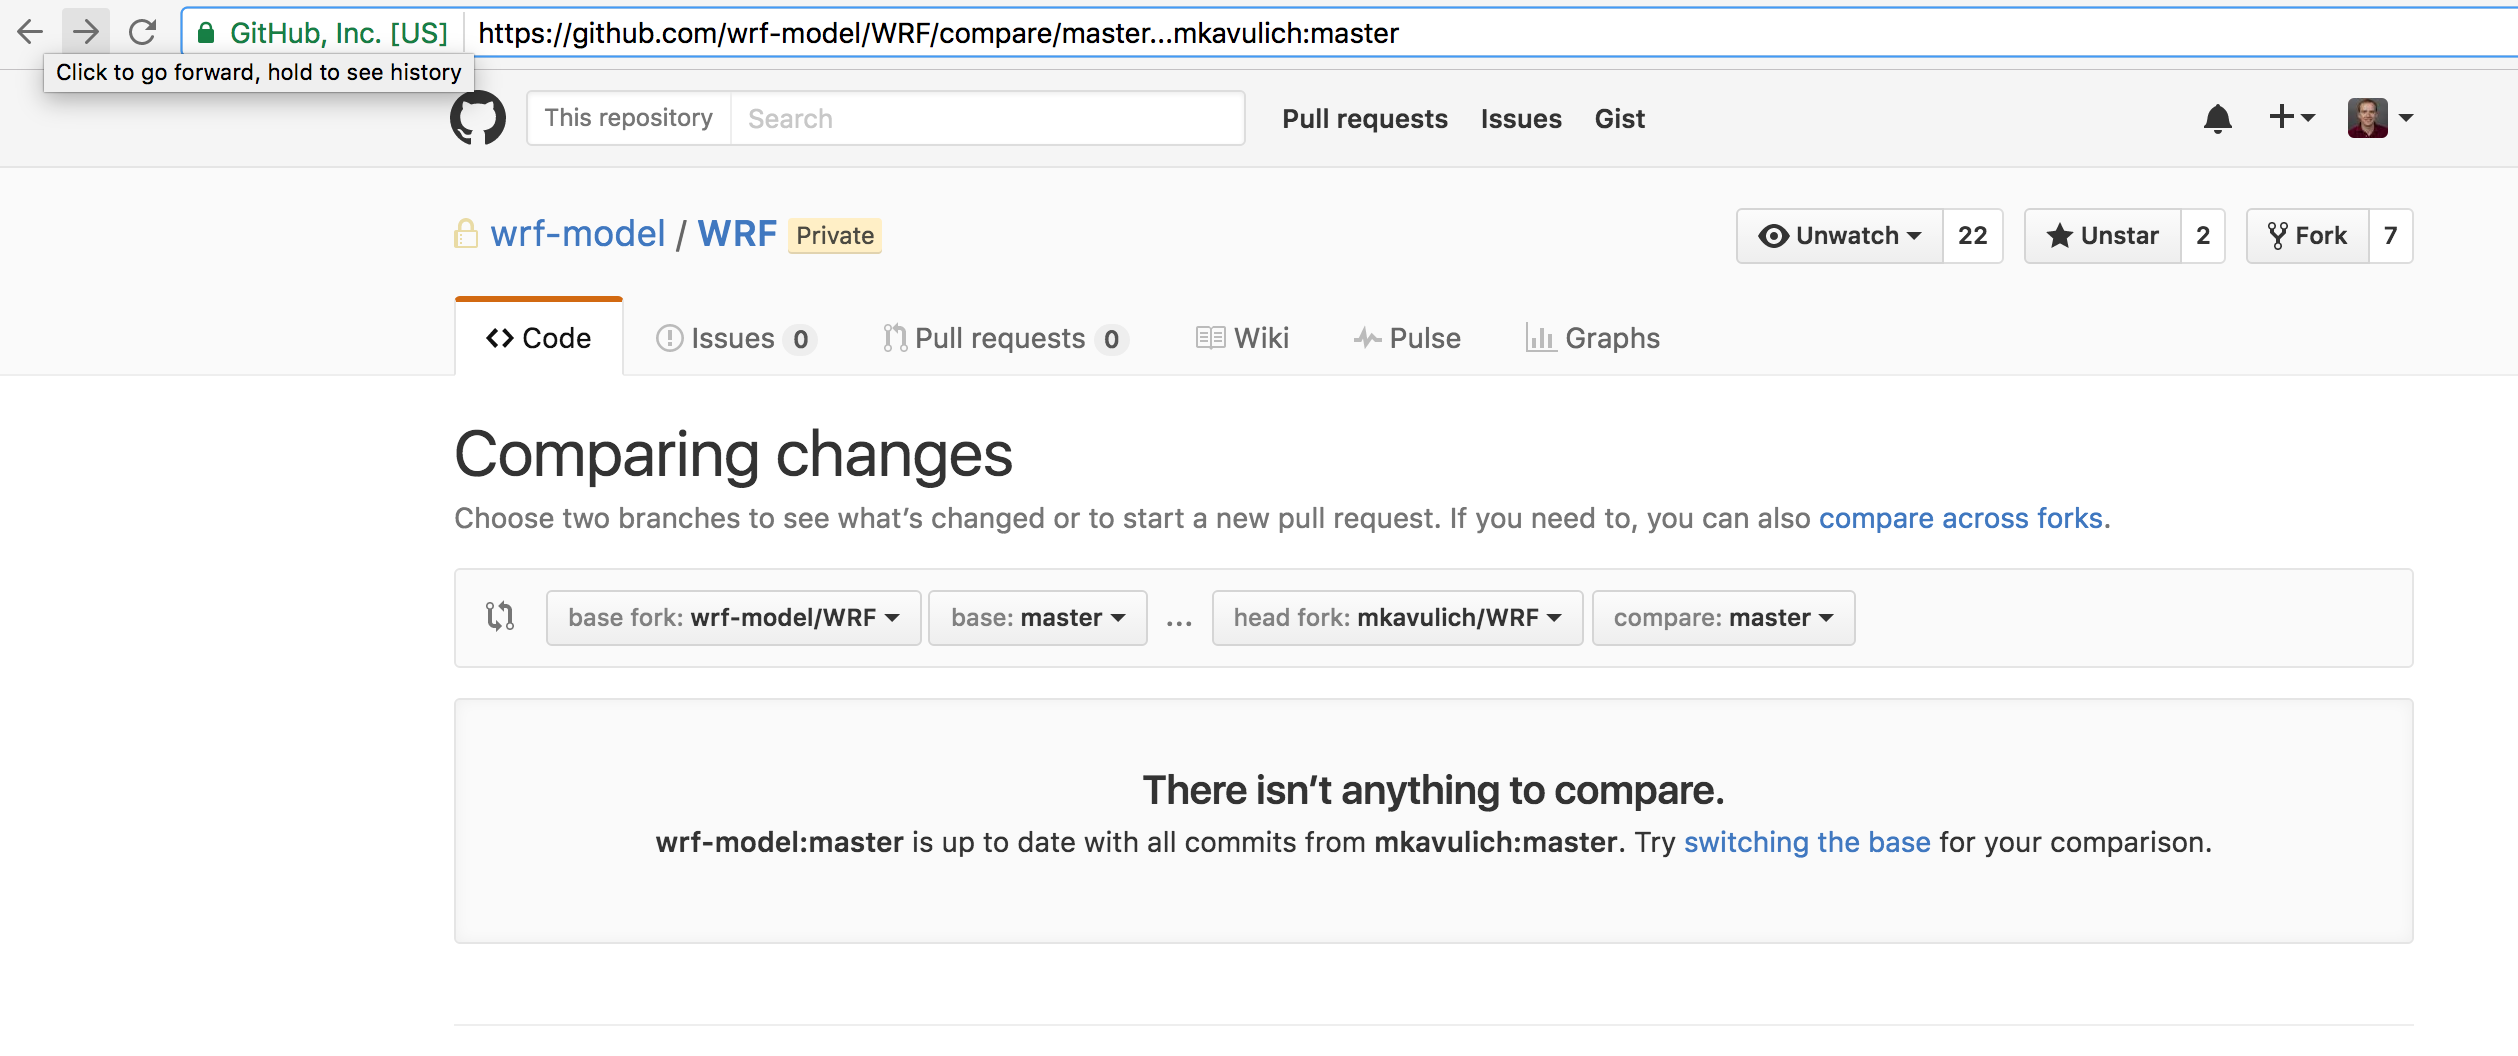 GitHub, Inc. [US] https://github.com/wrf-model/WRF/compare/master...mkavulich:master
Click to go forward, hold to see history
This repository Search Pull requests Issues Gist
wrf-model / WRF Private Unwatch 22 Unstar 2 Fork 7
Code Issues 0 Pull requests 0 Wiki Pulse Graphs
Comparing changes
Choose two branches to see what’s changed or to start a new pull request. If you need to, you can also compare across forks.
base fork: wrf-model/WRF base: master ... head fork: mkavulich/WRF compare: master
There isn’t anything to compare.
wrf-model:master is up to date with all commits from mkavulich:master. Try switching the base for your comparison.